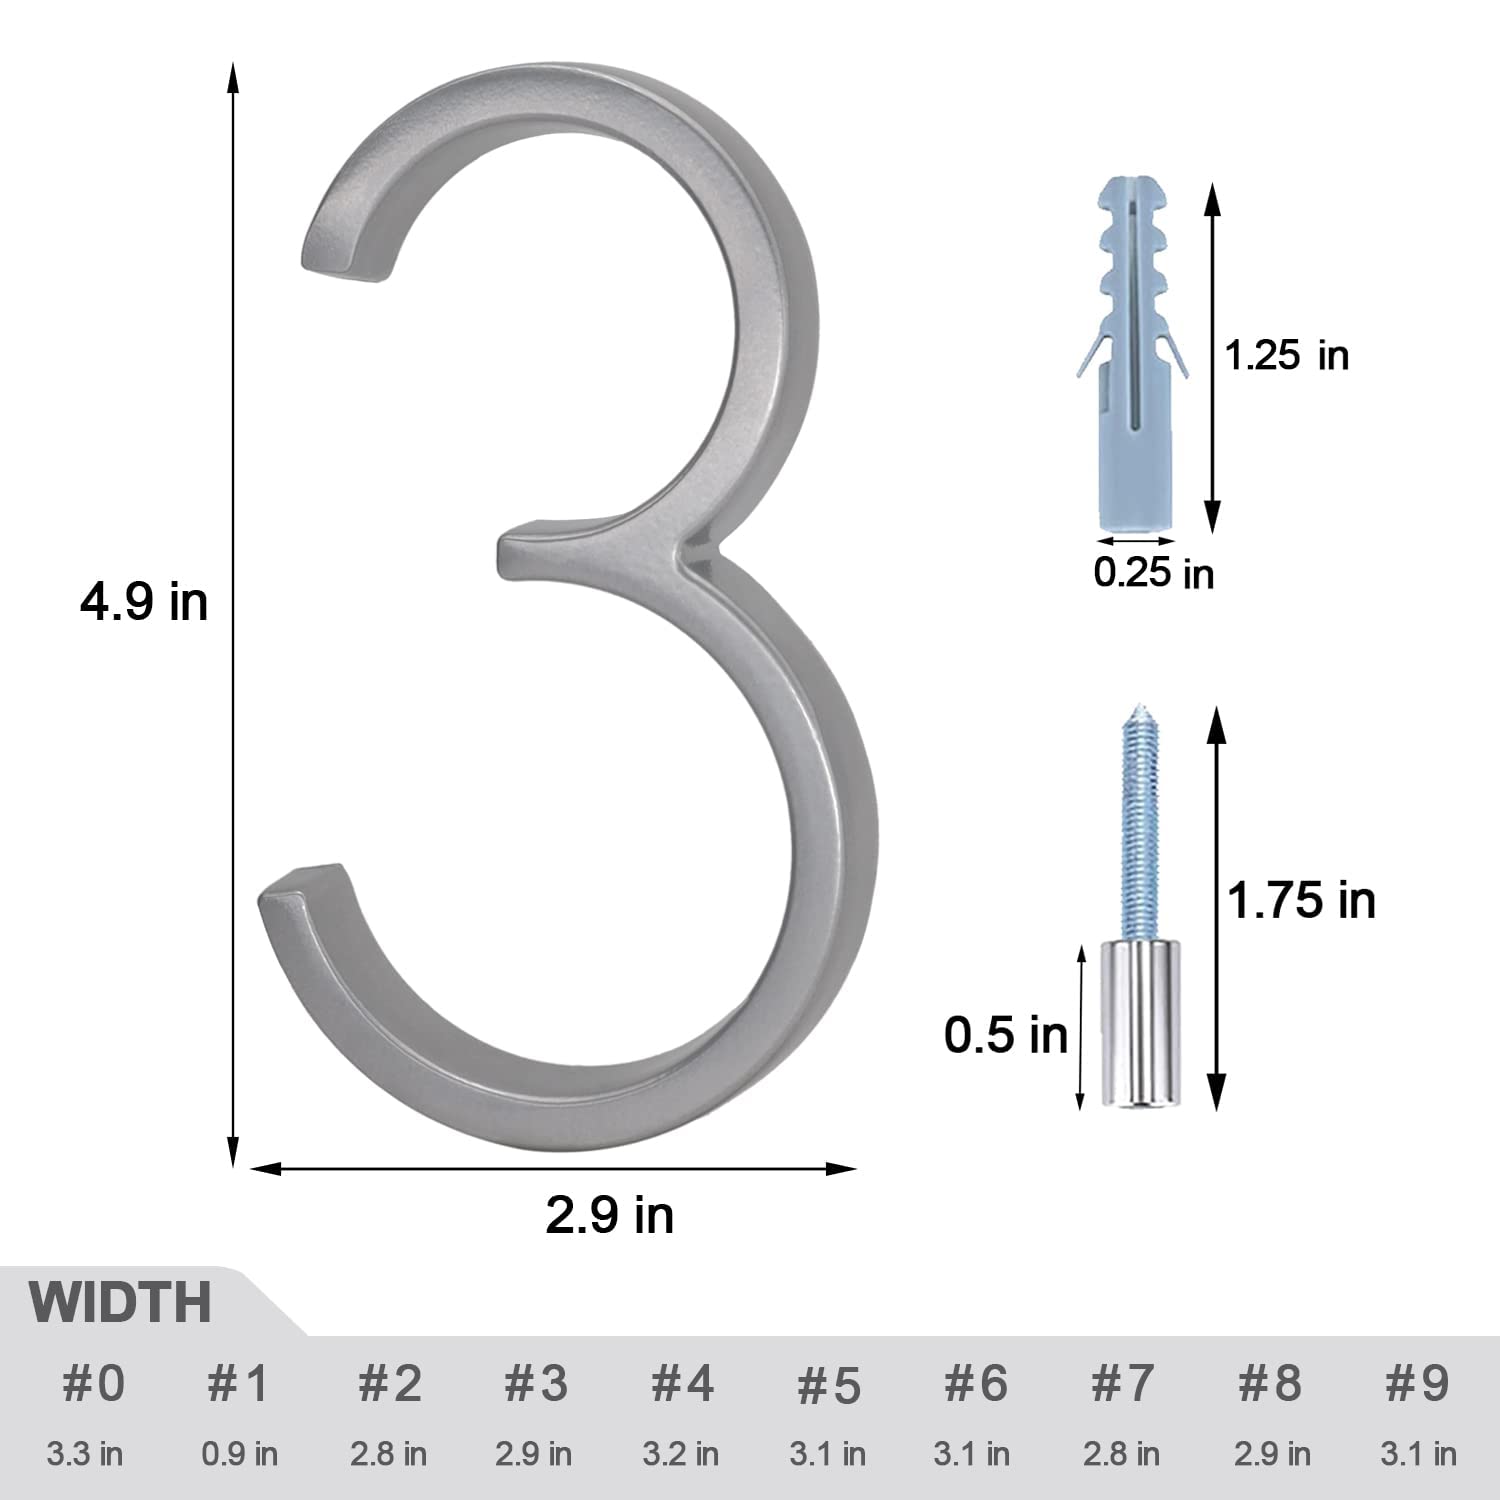 4.9 in
2.9 in
1.25 in
0.25 in
1.75 in
0.5 in
WIDTH
#0 #1 #2 #3 #4 #5 #6 #7 #8 #9
3.3 in 0.9 in 2.8 in 2.9 in 3.2 in 3.1 in 3.1 in 2.8 in 2.9 in 3.1 in